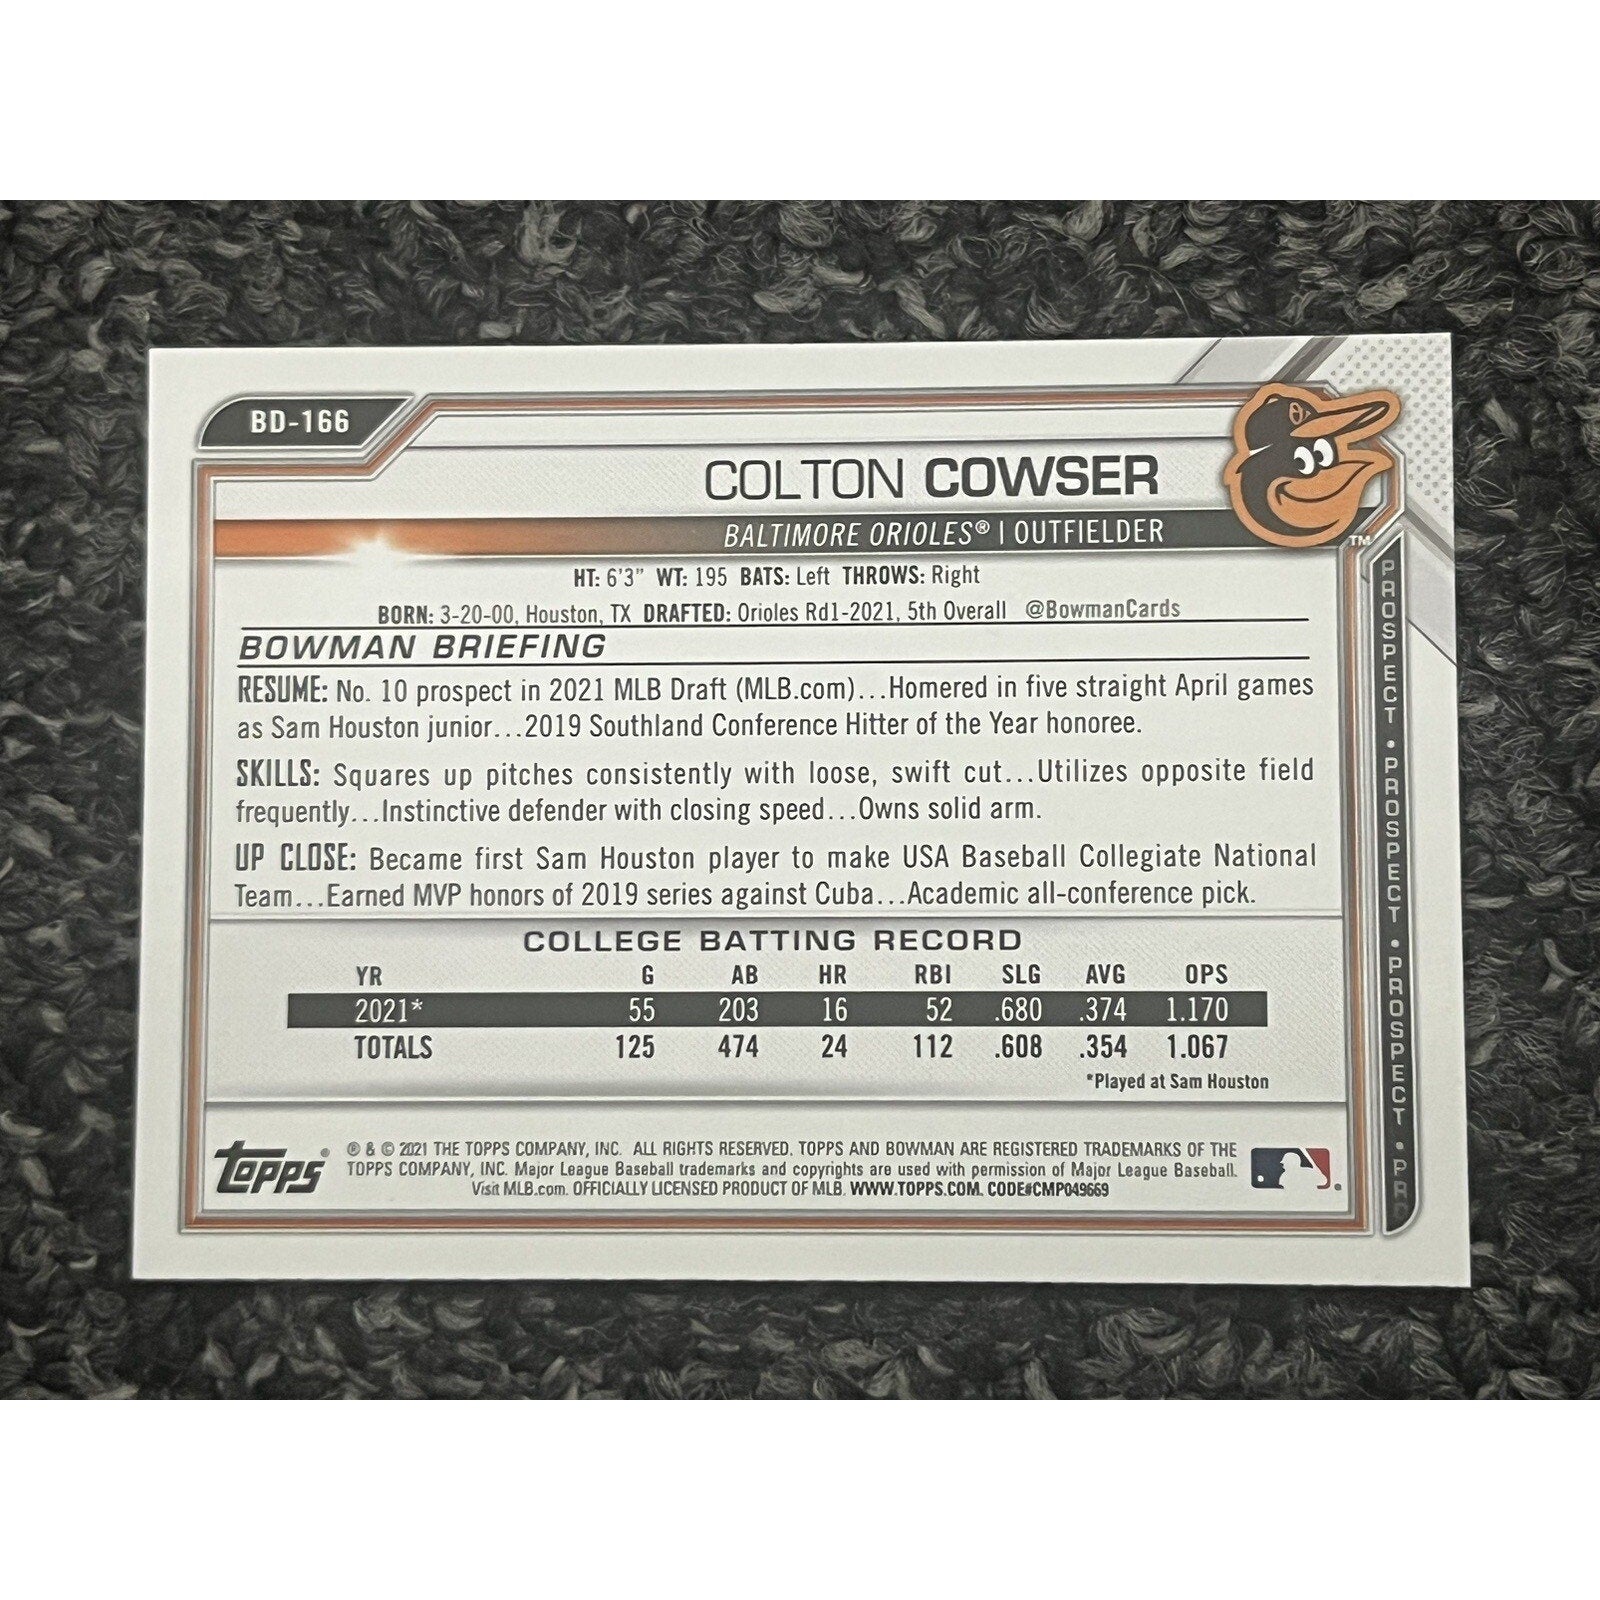 BD-166
COLTON COWSER
BALTIMORE ORIOLES® | OUTFIELDER
TM
HT: 6'3" WT: 195 BATS: Left THROWS: Right
BORN: 3-20-00, Houston, TX DRAFTED: Orioles Rd1-2021, 5th Overall @BowmanCards
BOWMAN BRIEFING
RESUME: No. 10 prospect in 2021 MLB Draft (MLB.com)...Homered in five straight April games
as Sam Houston junior...2019 Southland Conference Hitter of the Year honoree.
SKILLS: Squares up pitches consistently with loose, swift cut...Utilizes opposite field
frequently...Instinctive defender with closing speed...Owns solid arm.
UP CLOSE: Became first Sam Houston player to make USA Baseball Collegiate National
Team...Earned MVP honors of 2019 series against Cuba...Academic all-conference pick.
COLLEGE BATTING RECORD
YR G AB HR RBI SLG AVG OPS
2021* 55 203 16 52 .680 .374 1.170
TOTALS 125 474 24 112 .608 .354 1.067
*Played at Sam Houston
topps®
® & © 2021 THE TOPPS COMPANY, INC. ALL RIGHTS RESERVED. TOPPS AND BOWMAN ARE REGISTERED TRADEMARKS OF THE
TOPPS COMPANY, INC. Major League Baseball trademarks and copyrights are used with permission of Major League Baseball.
Visit MLB.com. OFFICIALLY LICENSED PRODUCT OF MLB. WWW.TOPPS.COM. CODE#CMP049669
PROSPECT • PROSPECT • PROSPECT • PR